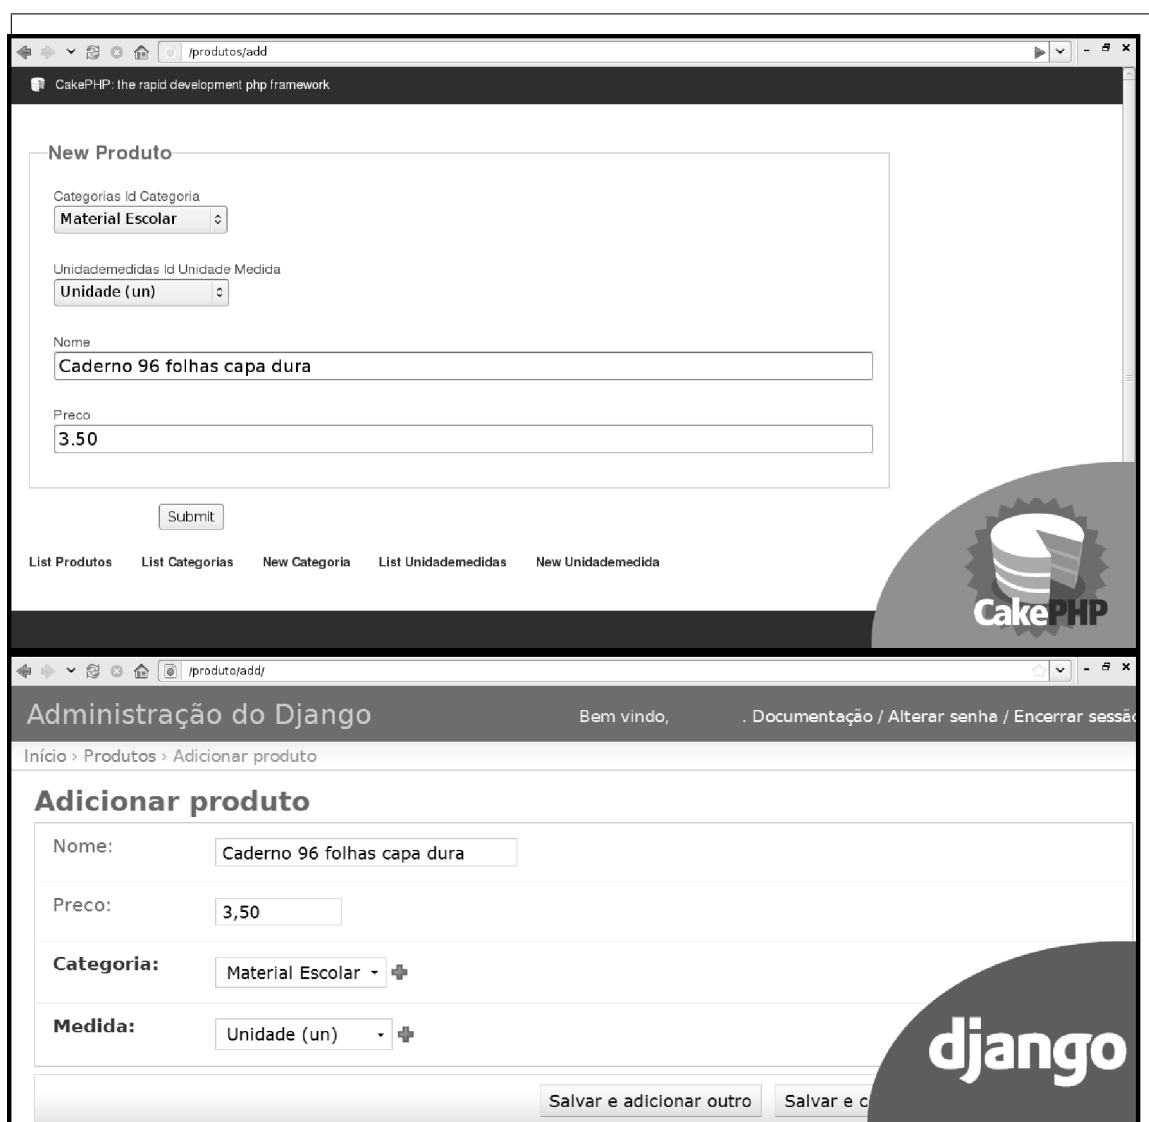 /produtos/add
CakePHP: the rapid development php framework
New Produto
Categorias Id Categoria
Material Escolar
Unidademedidas Id Unidade Medida
Unidade (un)
Nome
Caderno 96 folhas capa dura
Preco
3.50
Submit
List Produtos List Categorias New Categoria List Unidademedidas New Unidademedida
CakePHP
/produto/add/
Administração do Django
Bem vindo, . Documentação / Alterar senha / Encerrar sessão
Início › Produtos › Adicionar produto
Adicionar produto
Nome: Caderno 96 folhas capa dura
Preco: 3,50
Categoria: Material Escolar
Medida: Unidade (un)
django
Salvar e adicionar outro Salvar e c